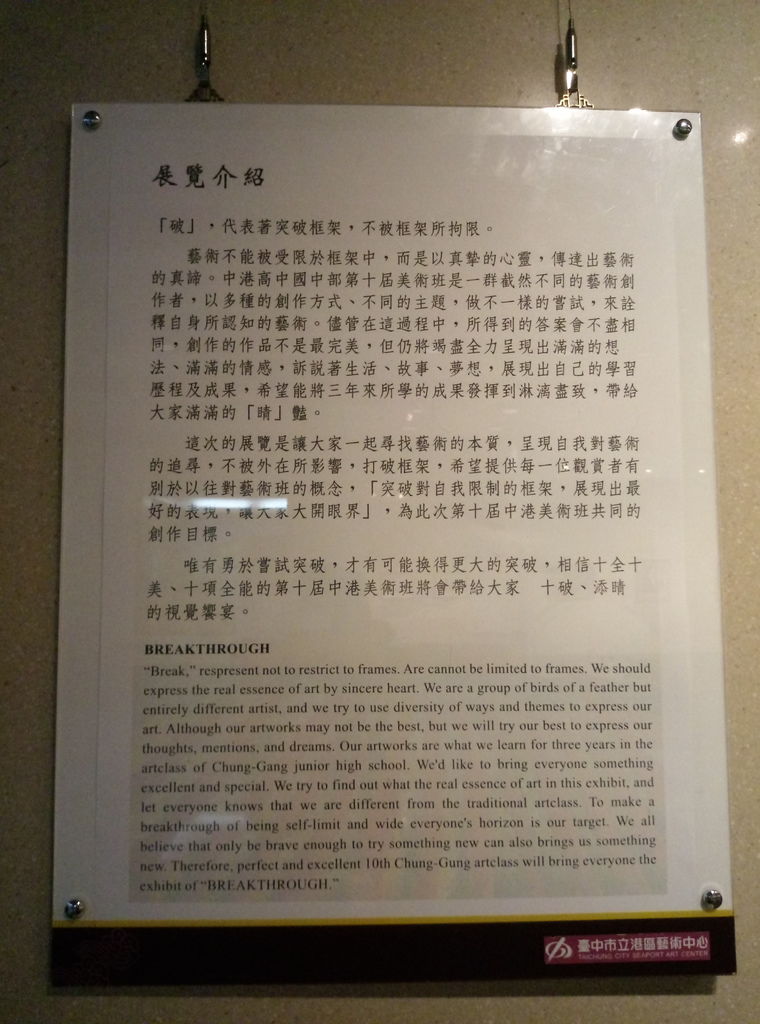 展覽介紹
「破」，代表著突破框架，不被框架所拘限。
藝術不能被受限於框架中，而是以真摯的心靈，傳達出藝術
的真諦。中港高中國中部第十屆美術班是一群截然不同的藝術創
作者，以多種的創作方式、不同的主題，做不一樣的嘗試，來詮
釋自身所認知的藝術。儘管在這過程中，所得到的答案會不盡相
同，創作的作品不是最完美，但仍將竭盡全力呈現出滿滿的想
法、滿滿的情感，訴說著生活、故事、夢想，展現出自己的學習
歷程及成果，希望能將三年來所學的成果發揮到淋漓盡致，帶給
大家滿滿的「睛」豔。
這次的展覽是讓大家一起尋找藝術的本質，呈現自我對藝術
的追尋，不被外在所影響，打破框架，希望提供每一位觀賞者有
別於以往對藝術班的概念，「突破對自我限制的框架，展現出最
好的表現，讓大家大開眼界」，為此次第十屆中港美術班共同的
創作目標。
唯有勇於嘗試突破，才有可能換得更大的突破，相信十全十
美、十項全能的第十屆中港美術班將會帶給大家　十破、添睛
的視覺饗宴。
BREAKTHROUGH
“Break,” respresent not to restrict to frames. Are cannot be limited to frames. We should
express the real essence of art by sincere heart. We are a group of birds of a feather but
entirely different artist, and we try to use diversity of ways and themes to express our
art. Although our artworks may not be the best, but we will try our best to express our
thoughts, mentions, and dreams. Our artworks are what we learn for three years in the
artclass of Chung-Gang junior high school. We'd like to bring everyone something
excellent and special. We try to find out what the real essence of art in this exhibit, and
let everyone knows that we are different from the traditional artclass. To make a
breakthrough of being self-limit and wide everyone's horizon is our target. We all
believe that only be brave enough to try something new can also brings us something
new. Therefore, perfect and excellent 10th Chung-Gung artclass will bring everyone the
exhibit of “BREAKTHROUGH.”
臺中市立港區藝術中心
TAICHUNG CITY SEAPORT ART CENTER